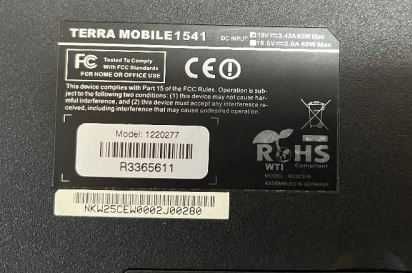 TERRA MOBILE 1541
DC INPUT
19V 3.42A 65W Max
19.5V 3.3A 65W Max
FC Tested To Comply
With FCC Standards
FOR HOME OR OFFICE USE
CE
This device complies with Part 15 of the FCC Rules. Operation is sub-
ject to the following two conditions: (1) this device may not cause har-
mful interference, and (2) this device must accept any interference re-
ceived, including interference that may cause undesired operation.
Model: 1220277
R3365611
RoHS
WTI Compliant
NKW25CEW0002J00280